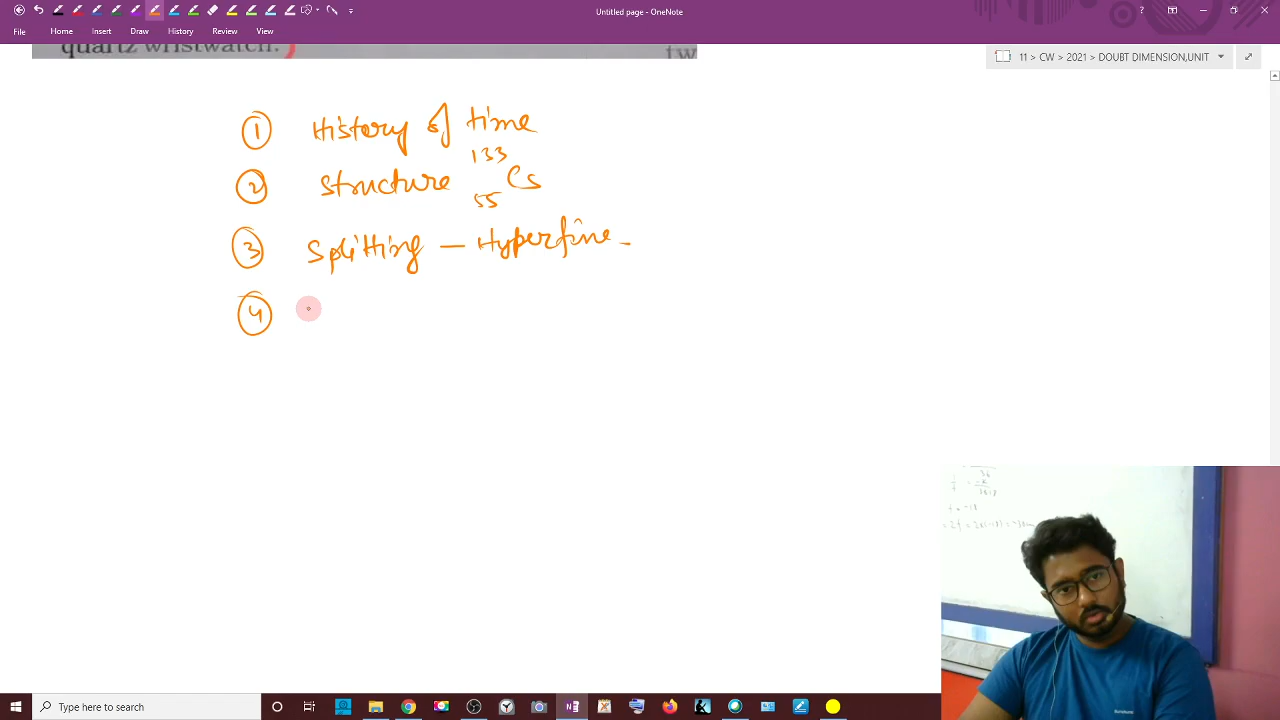 Untitled page - OneNote
File Home Insert Draw History Review View
quartz wristwatch. tw
11 > CW > 2021 > DOUBT DIMENSION,UNIT
1 History of time
2 Structure 133 55 Cs
3 Splitting — Hyperfine
4
Type here to search